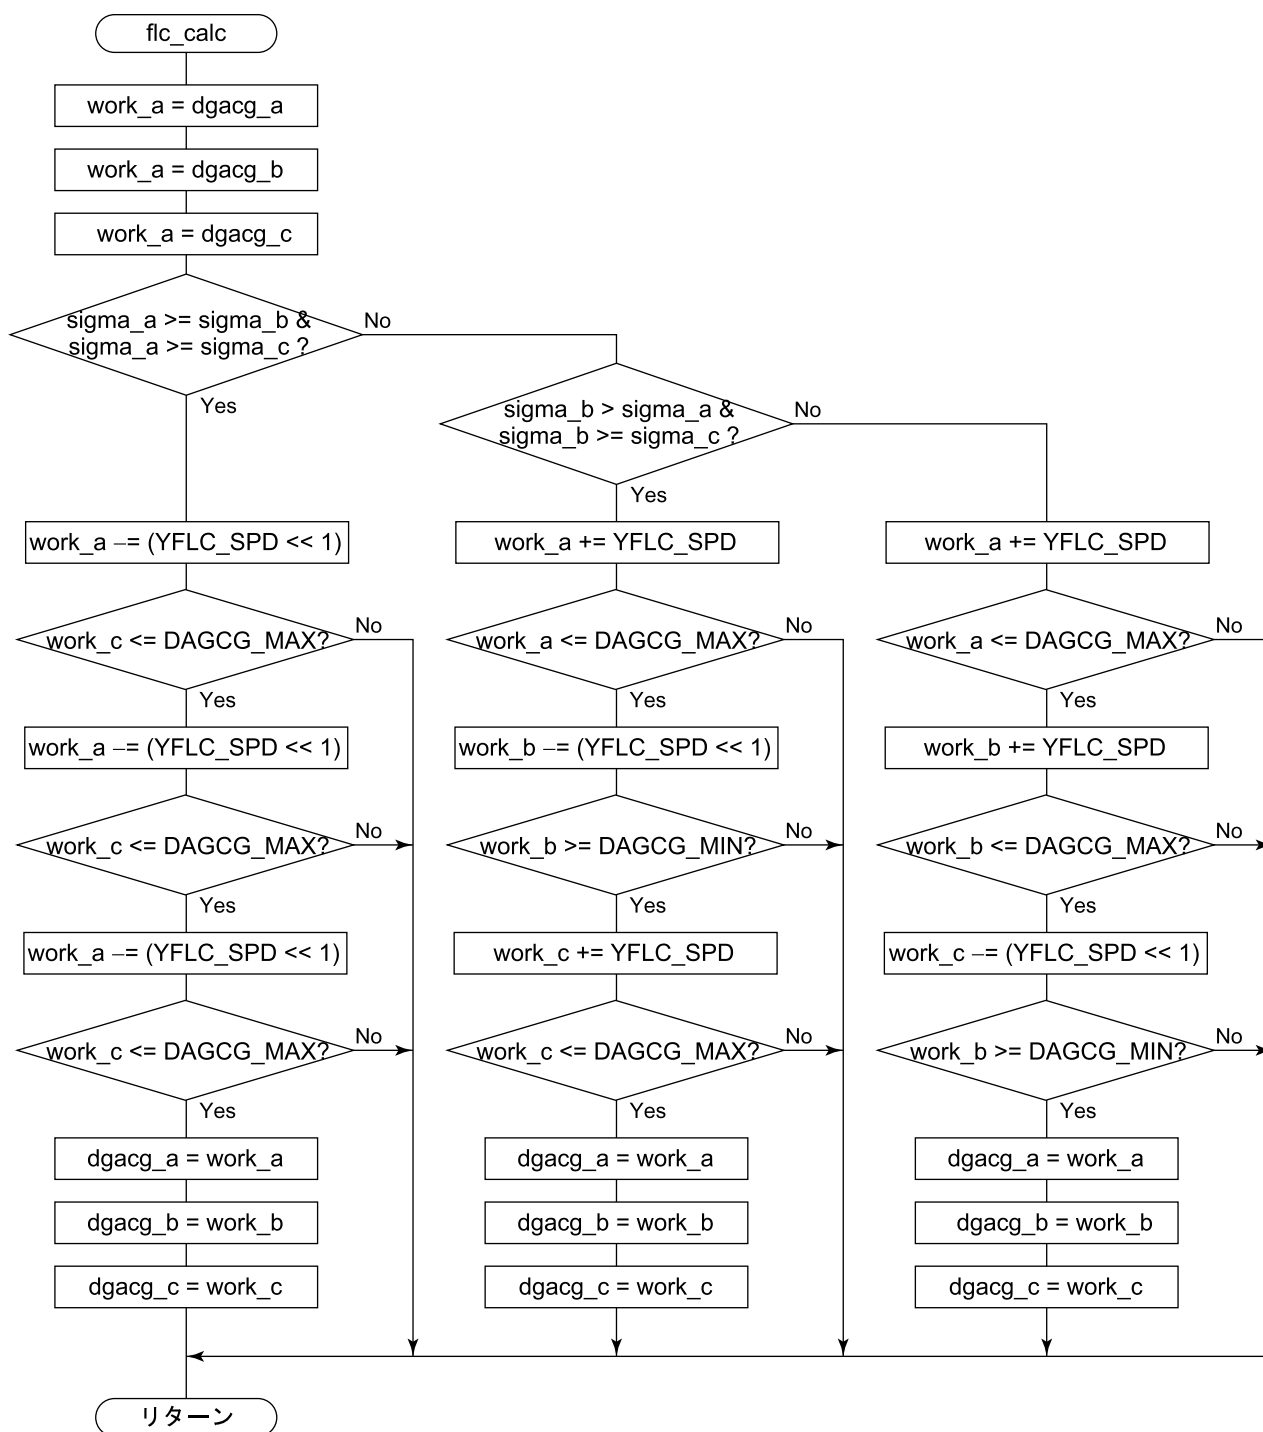 flc_calc
work_a = dgacg_a
work_a = dgacg_b
work_a = dgacg_c
sigma_a >= sigma_b &
sigma_a >= sigma_c ?
No
Yes
sigma_b > sigma_a &
sigma_b >= sigma_c ?
No
Yes
work_a –= (YFLC_SPD << 1)
work_c <= DAGCG_MAX?
No
Yes
work_a –= (YFLC_SPD << 1)
work_c <= DAGCG_MAX?
No
Yes
work_a –= (YFLC_SPD << 1)
work_c <= DAGCG_MAX?
No
Yes
dgacg_a = work_a
dgacg_b = work_b
dgacg_c = work_c
work_a += YFLC_SPD
work_a <= DAGCG_MAX?
No
Yes
work_b –= (YFLC_SPD << 1)
work_b >= DAGCG_MIN?
No
Yes
work_c += YFLC_SPD
work_c <= DAGCG_MAX?
No
Yes
dgacg_a = work_a
dgacg_b = work_b
dgacg_c = work_c
work_a += YFLC_SPD
work_a <= DAGCG_MAX?
No
Yes
work_b += YFLC_SPD
work_b <= DAGCG_MAX?
No
Yes
work_c –= (YFLC_SPD << 1)
work_b >= DAGCG_MIN?
No
Yes
dgacg_a = work_a
dgacg_b = work_b
dgacg_c = work_c
リターン